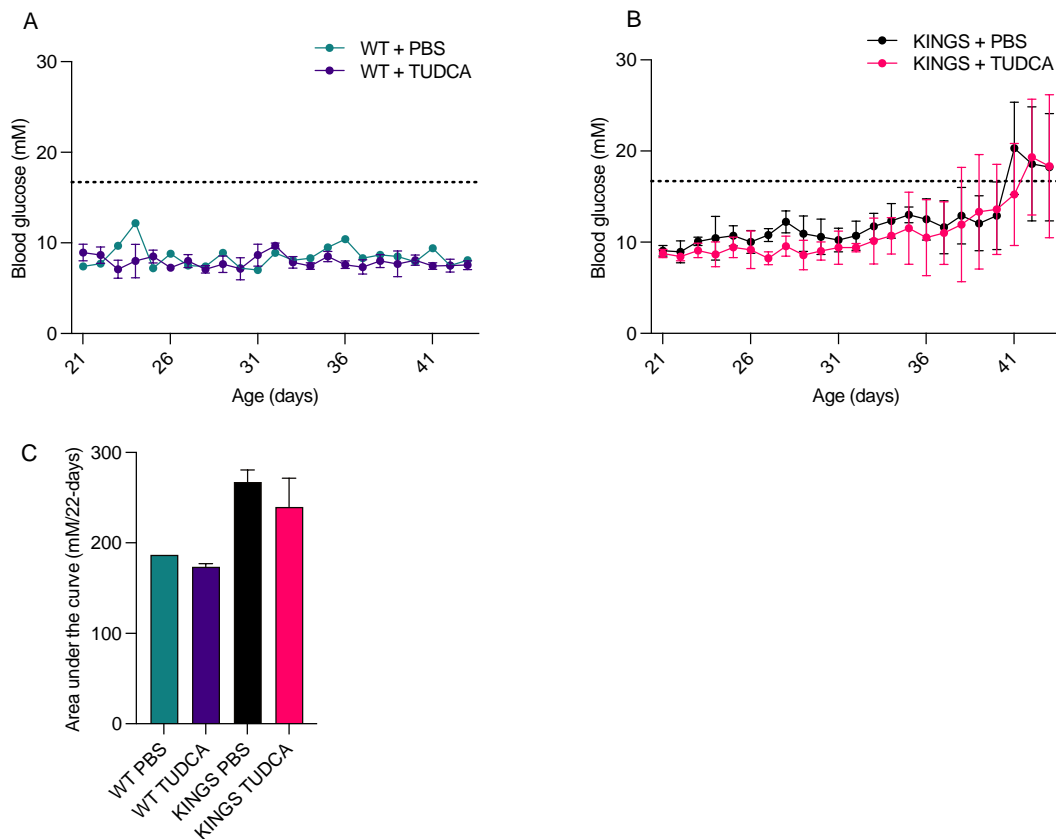 A
WT + PBS
WT + TUDCA
30
20
10
0
Blood glucose (mM)
21
26
31
36
41
Age (days)
B
KINGS + PBS
KINGS + TUDCA
30
20
10
0
Blood glucose (mM)
21
26
31
36
41
Age (days)
C
300
200
100
0
Area under the curve (mM/22-days)
WT PBS
WT TUDCA
KINGS PBS
KINGS TUDCA